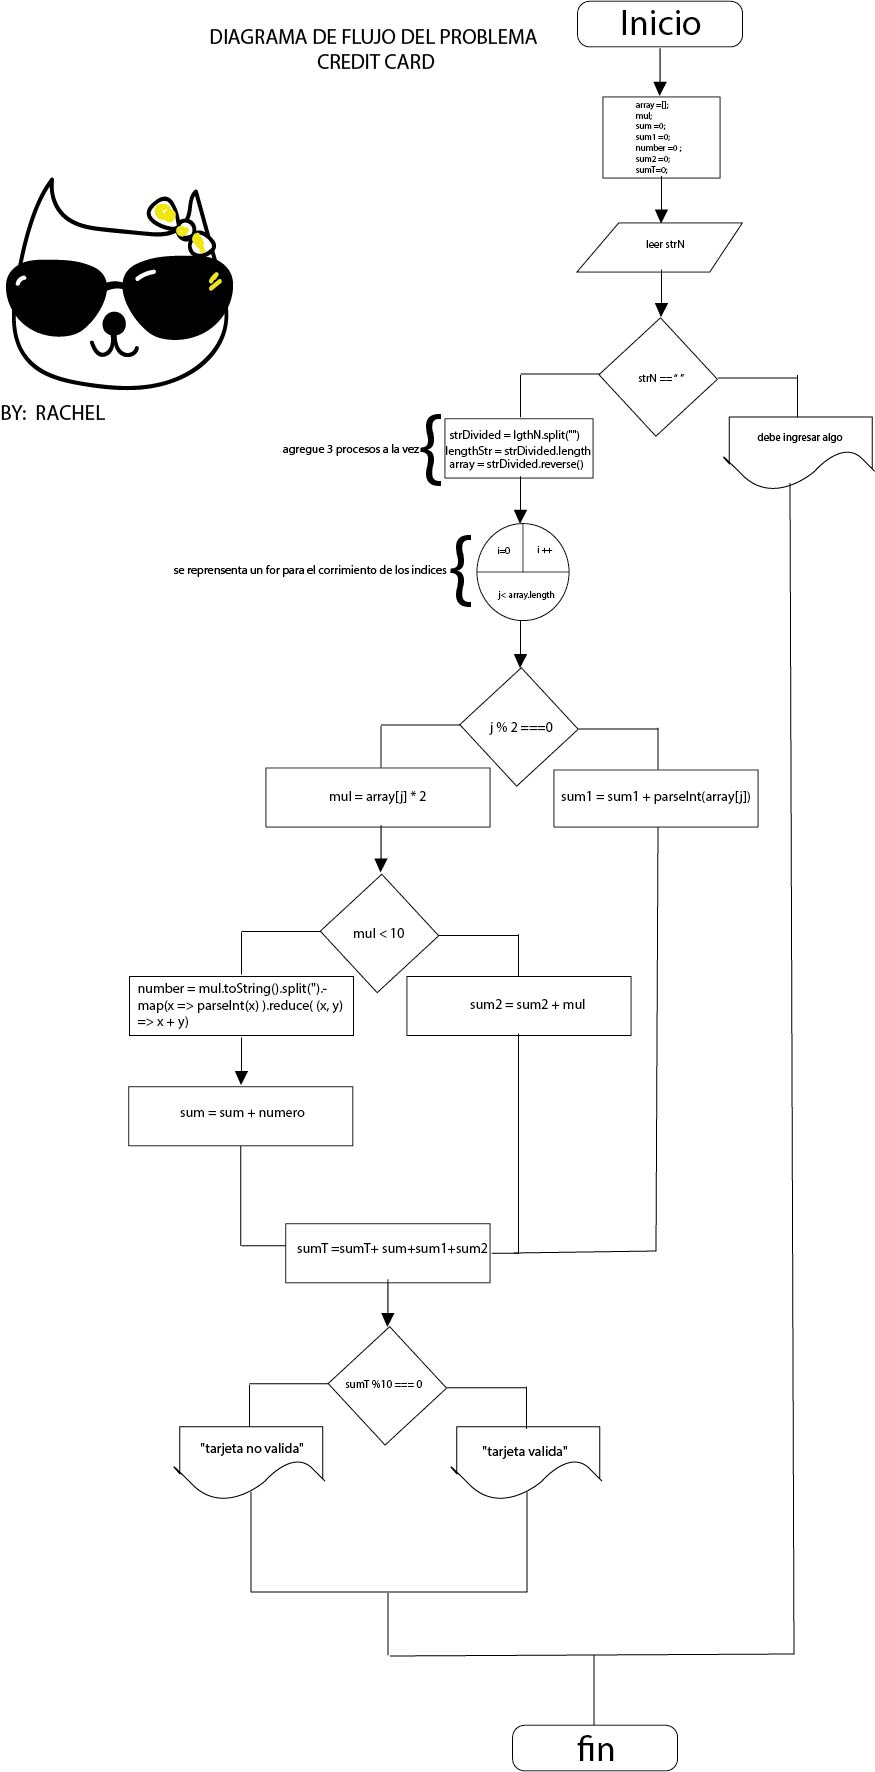 DIAGRAMA DE FLUJO DEL PROBLEMA
CREDIT CARD
Inicio
array =[];
mul;
sum =0;
sum1 =0;
number =0 ;
sum2 =0;
sumT=0;
leer strN
strN == “ ”
BY:  RACHEL
debe ingresar algo
agregue 3 procesos a la vez
{
strDivided = lgthN.split("")
lengthStr = strDivided.length
array = strDivided.reverse()
se reprensenta un for para el corrimiento de los indices
{
i=0
i ++
j< array.length
j % 2 ===0
mul = array[j] * 2
sum1 = sum1 + parseInt(array[j])
mul < 10
number = mul.toString().split('').-
map(x => parseInt(x) ).reduce( (x, y)
=> x + y)
sum2 = sum2 + mul
sum = sum + numero
sumT =sumT+ sum+sum1+sum2
sumT %10 === 0
"tarjeta no valida"
"tarjeta valida"
fin